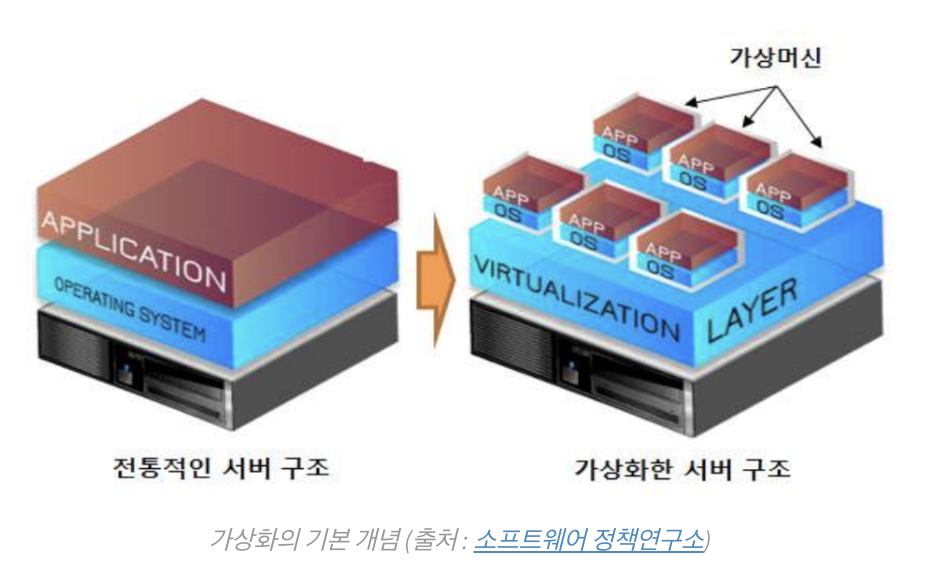 가상머신
APPLICATION
OPERATING SYSTEM
APP
OS
APP
OS
APP
OS
APP
OS
APP
OS
APP
OS
VIRTUALIZATION LAYER
전통적인 서버 구조
가상화한 서버 구조
가상화의 기본 개념 (출처 : 소프트웨어 정책연구소)